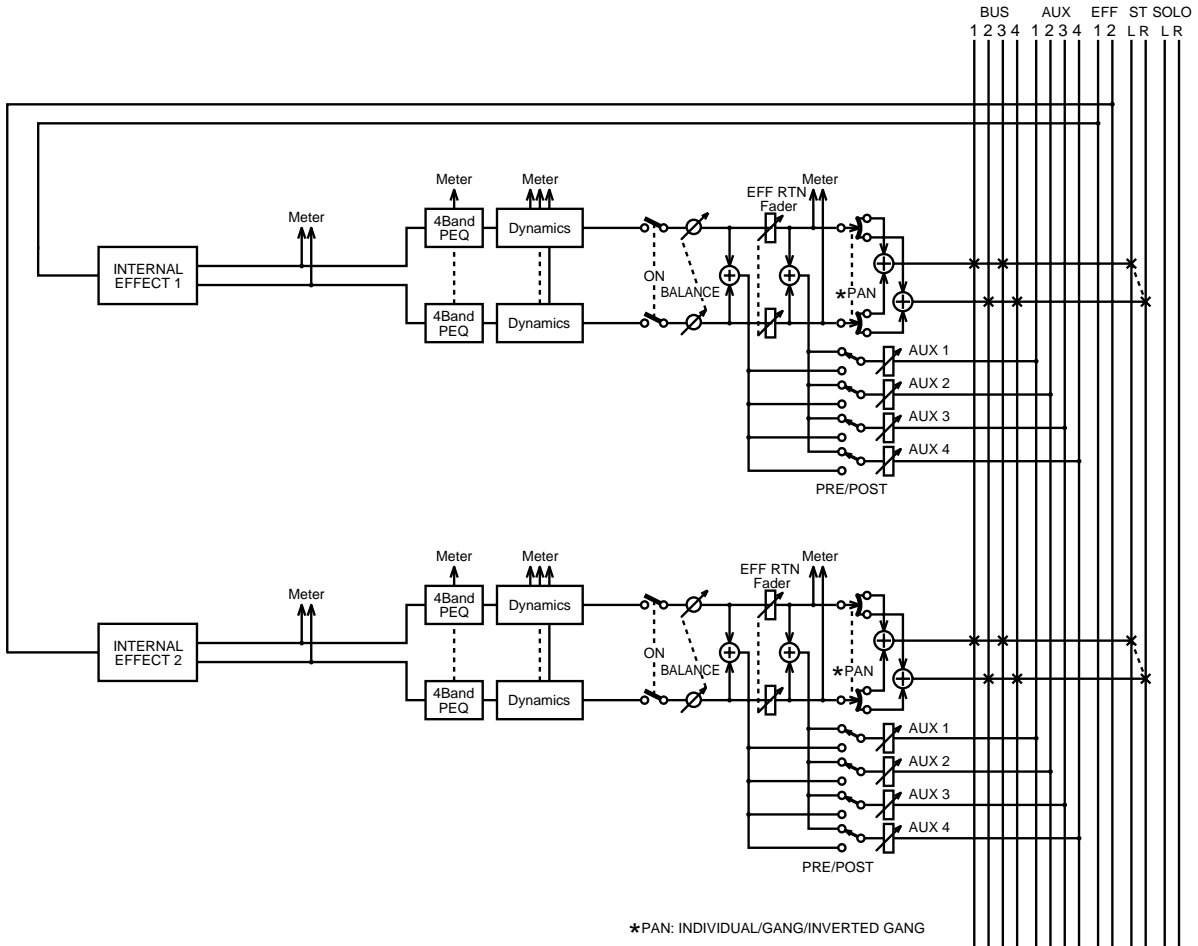 BUS AUX EFF ST SOLO
1 2 3 4 1 2 3 4 1 2 L R L R
Meter Meter EFF RTN Fader Meter
Meter
4Band PEQ Dynamics
INTERNAL EFFECT 1
ON
BALANCE
*PAN
4Band PEQ Dynamics
AUX 1
AUX 2
AUX 3
AUX 4
PRE/POST
Meter Meter EFF RTN Fader Meter
Meter
4Band PEQ Dynamics
INTERNAL EFFECT 2
ON
BALANCE
*PAN
4Band PEQ Dynamics
AUX 1
AUX 2
AUX 3
AUX 4
PRE/POST
*PAN: INDIVIDUAL/GANG/INVERTED GANG